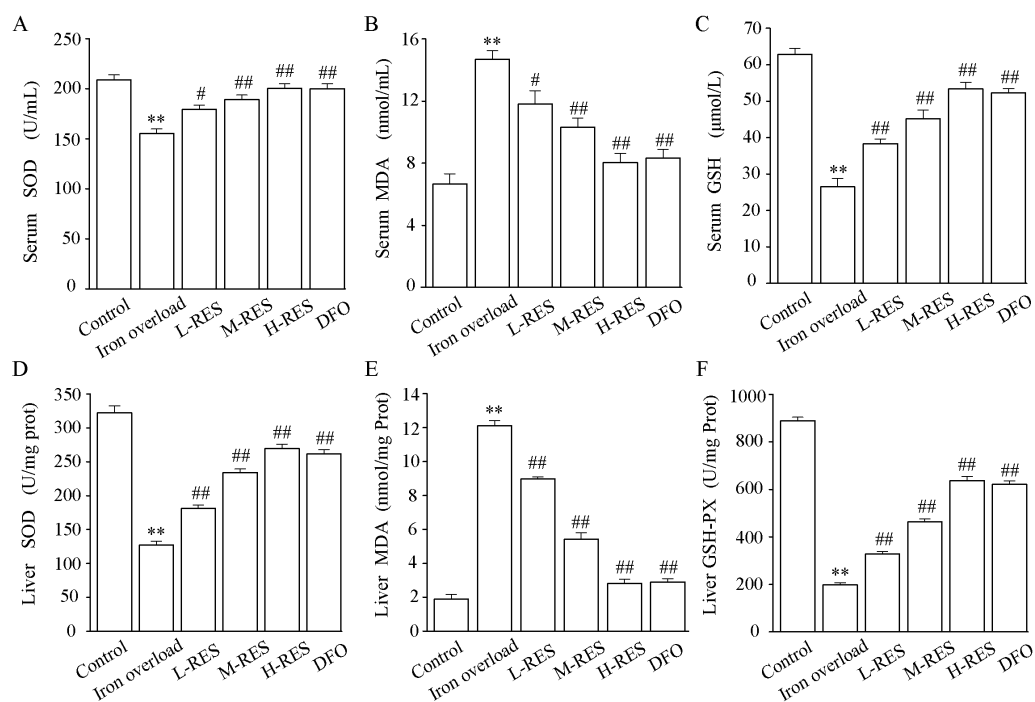 A
Serum SOD (U/mL)
250
200
150
200
50
0
**
#
##
##
##
Control
Iron overload
L-RES
M-RES
H-RES
DFO
B
Serum MDA (nmol/mL)
16
12
8
4
0
**
#
##
##
##
Control
Iron overload
L-RES
M-RES
H-RES
DFO
C
Serum GSH (μmol/L)
70
60
50
40
30
20
10
0
**
##
##
##
##
Control
Iron overload
L-RES
M-RES
H-RES
DFO
D
Liver SOD (U/mg prot)
350
300
250
200
150
100
50
0
**
##
##
##
##
Control
Iron overload
L-RES
M-RES
H-RES
DFO
E
Liver MDA (nmol/mg Prot)
14
12
10
8
6
4
2
0
**
##
##
##
##
Control
Iron overload
L-RES
M-RES
H-RES
DFO
F
Liver GSH-PX (U/mg Prot)
1000
800
600
400
200
0
**
##
##
##
##
Control
Iron overload
L-RES
M-RES
H-RES
DFO